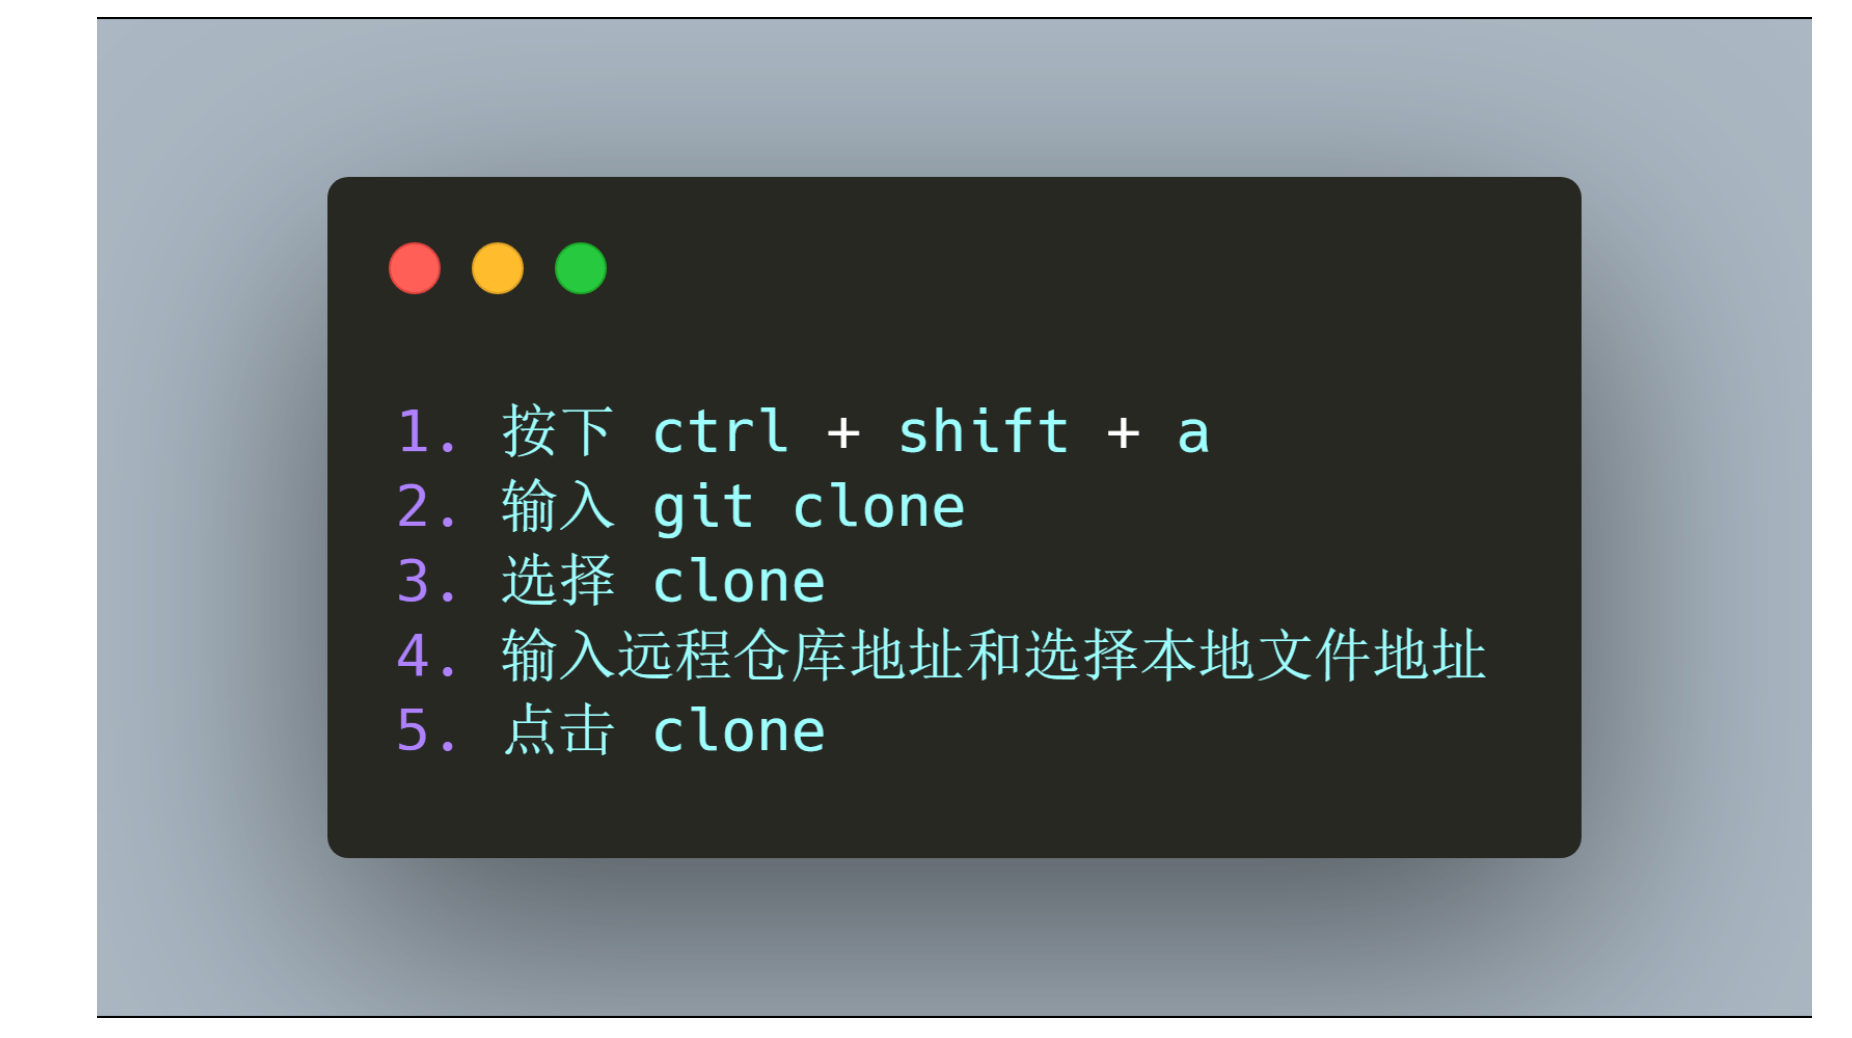 1. 按下 ctrl + shift + a
2. 输入 git clone
3. 选择 clone
4. 输入远程仓库地址和选择本地文件地址
5. 点击 clone